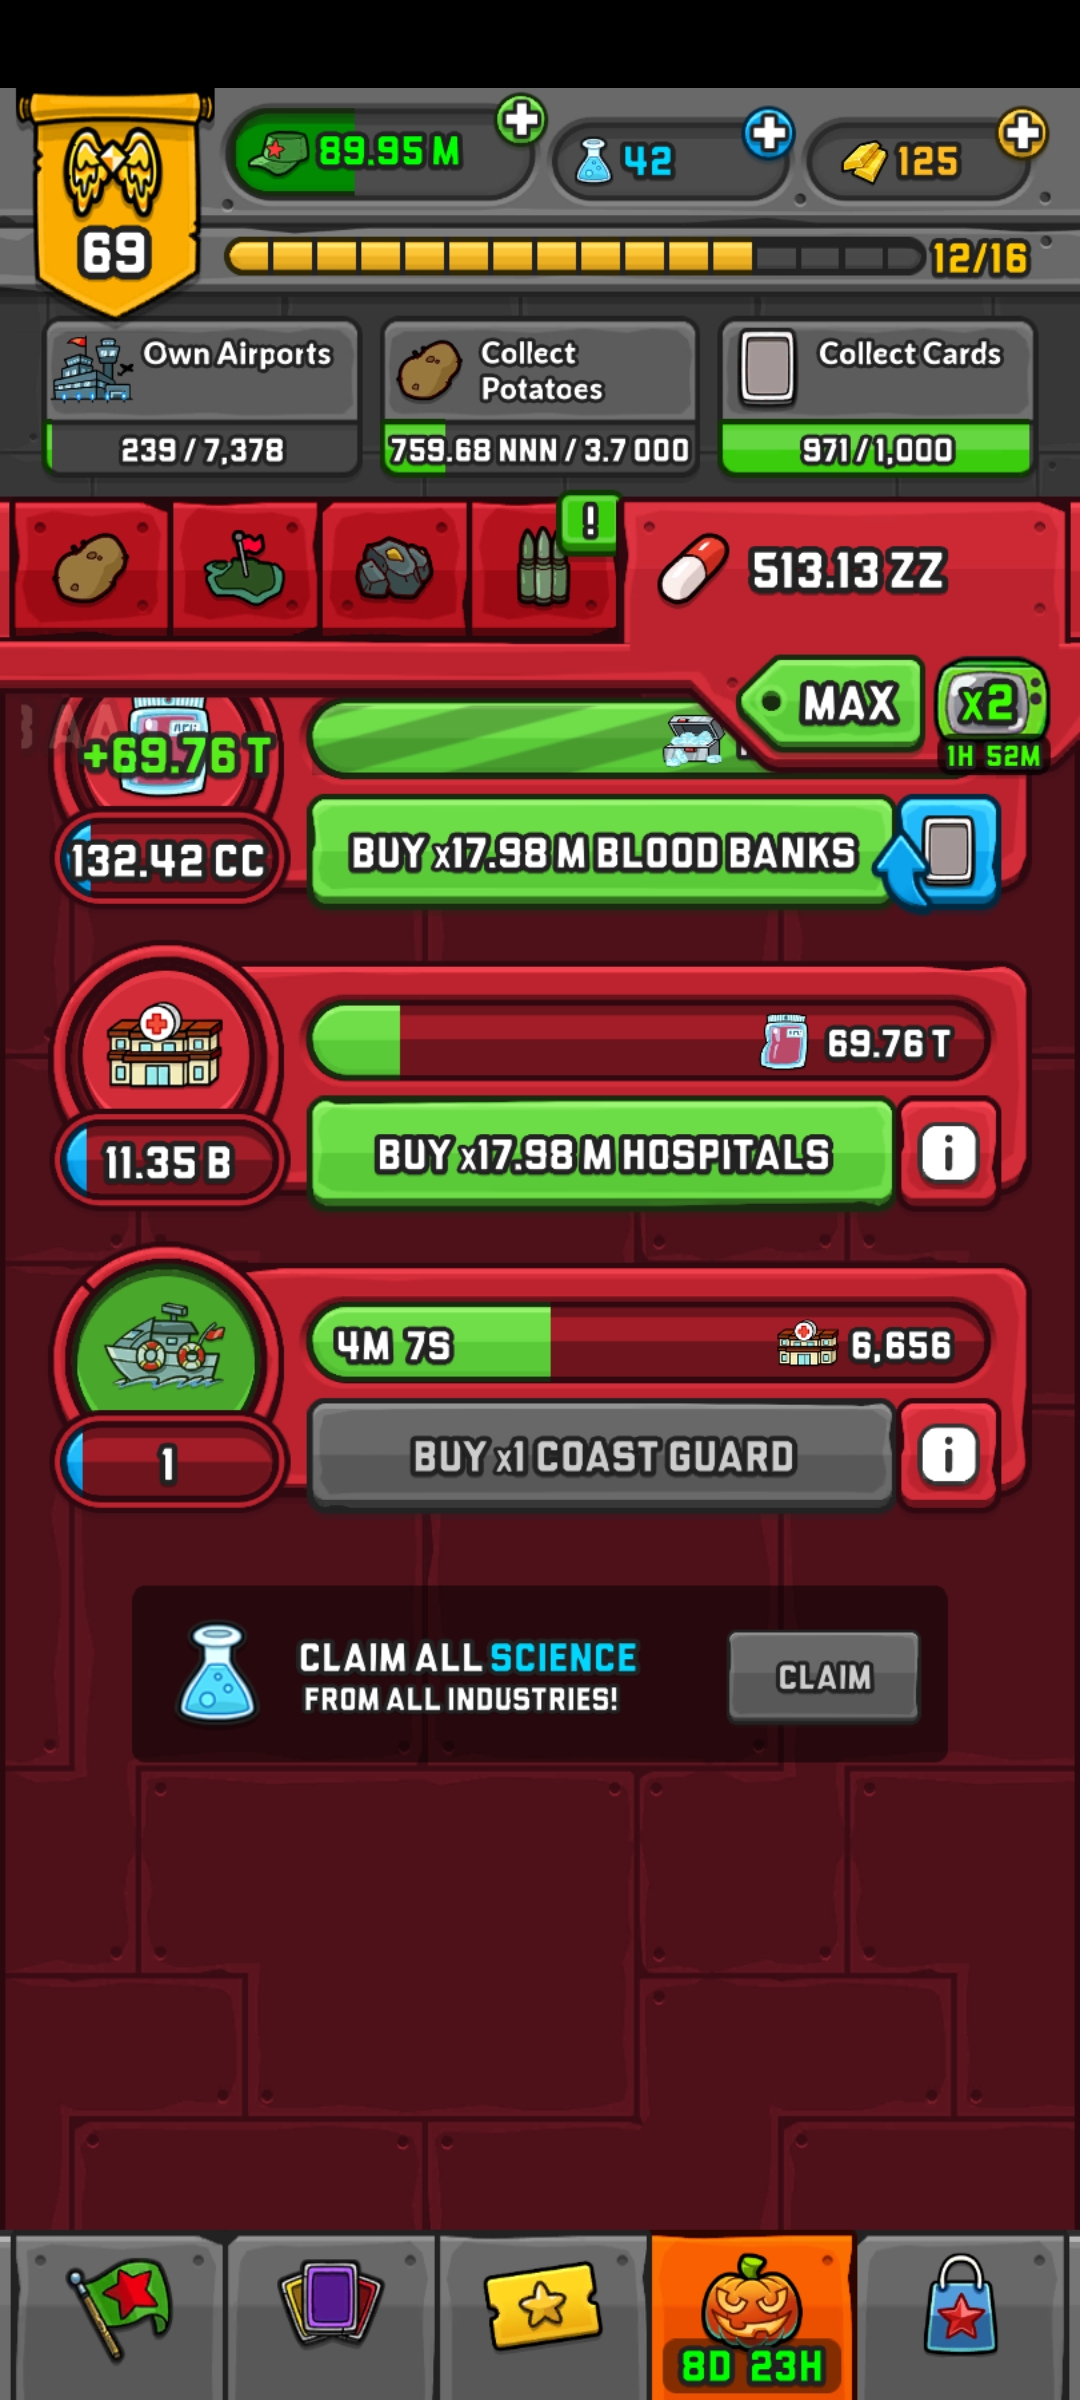 89.95 M
42
125
69
12/16
Own Airports
239 / 7,378
Collect
Potatoes
759.68 NNN / 3.7 OOO
Collect Cards
971 / 1,000
!
513.13 ZZ
MAX
x2
1H 52M
+69.76 T
132.42 CC
BUY x17.98 M BLOOD BANKS
69.76 T
11.35 B
BUY x17.98 M HOSPITALS
i
4M 7S
6,656
1
BUY x1 COAST GUARD
i
CLAIM ALL SCIENCE
FROM ALL INDUSTRIES!
CLAIM
8D 23H